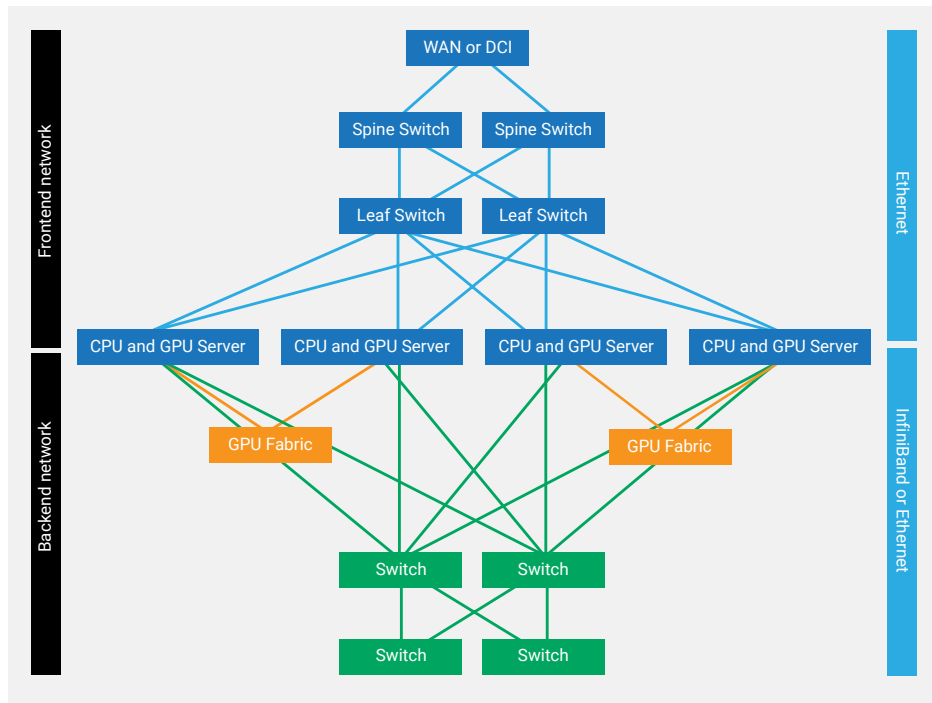 WAN or DCI
Spine Switch
Spine Switch
Leaf Switch
Leaf Switch
Frontend network
Ethernet
CPU and GPU Server
CPU and GPU Server
CPU and GPU Server
CPU and GPU Server
GPU Fabric
GPU Fabric
Backend network
InfiniBand or Ethernet
Switch
Switch
Switch
Switch